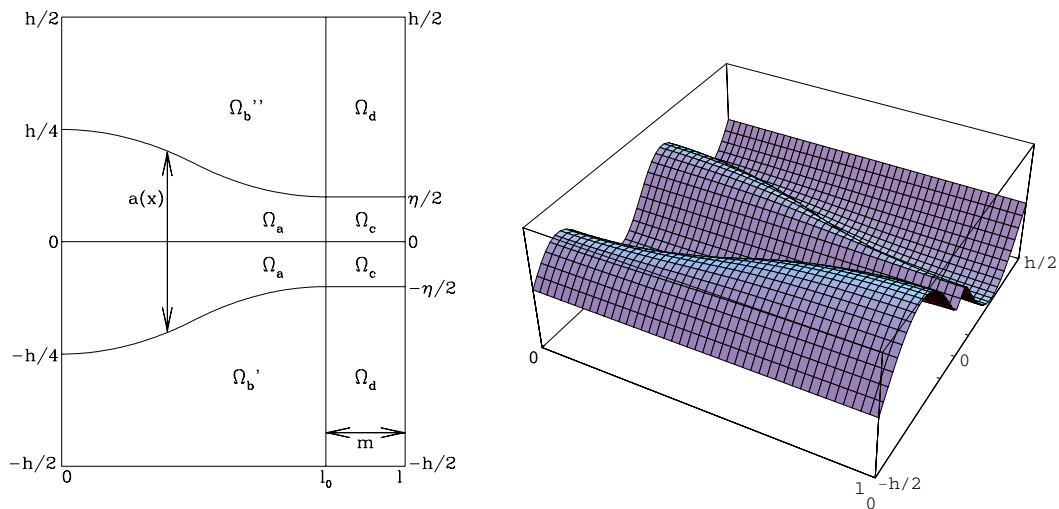 h/2 h/2
Ω_b'' Ω_d
h/4
a(x)
η/2
Ω_a Ω_c
0 0
Ω_a Ω_c
-η/2
-h/4
Ω_b' Ω_d
m
-h/2 -h/2
0 l_0 l
h/2
0
0
-h/2
l_0